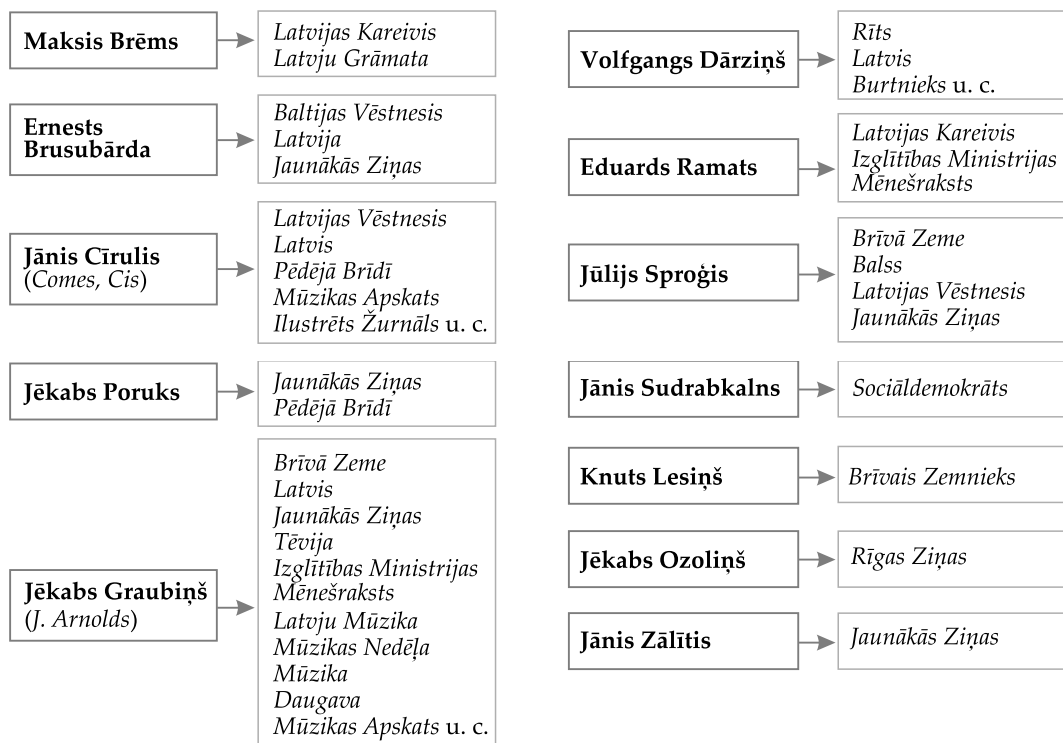 Maksis Brēms
Latvijas Kareivis
Latvju Grāmata
Ernests
Brusubārda
Baltijas Vēstnesis
Latvija
Jaunākās Ziņas
Jānis Cīrulis
(Comes, Cis)
Latvijas Vēstnesis
Latvis
Pēdējā Brīdī
Mūzikas Apskats
Ilustrēts Žurnāls u. c.
Jēkabs Poruks
Jaunākās Ziņas
Pēdējā Brīdī
Jēkabs Graubiņš
(J. Arnolds)
Brīvā Zeme
Latvis
Jaunākās Ziņas
Tēvija
Izglītības Ministrijas
Mēnešraksts
Latvju Mūzika
Mūzikas Nedēļa
Mūzika
Daugava
Mūzikas Apskats u. c.
Volfgangs Dārziņš
Rīts
Latvis
Burtnieks u. c.
Eduards Ramats
Latvijas Kareivis
Izglītības Ministrijas
Mēnešraksts
Jūlijs Sproģis
Brīvā Zeme
Balss
Latvijas Vēstnesis
Jaunākās Ziņas
Jānis Sudrabkalns
Sociāldemokrāts
Knuts Lesiņš
Brīvais Zemnieks
Jēkabs Ozoliņš
Rīgas Ziņas
Jānis Zālītis
Jaunākās Ziņas